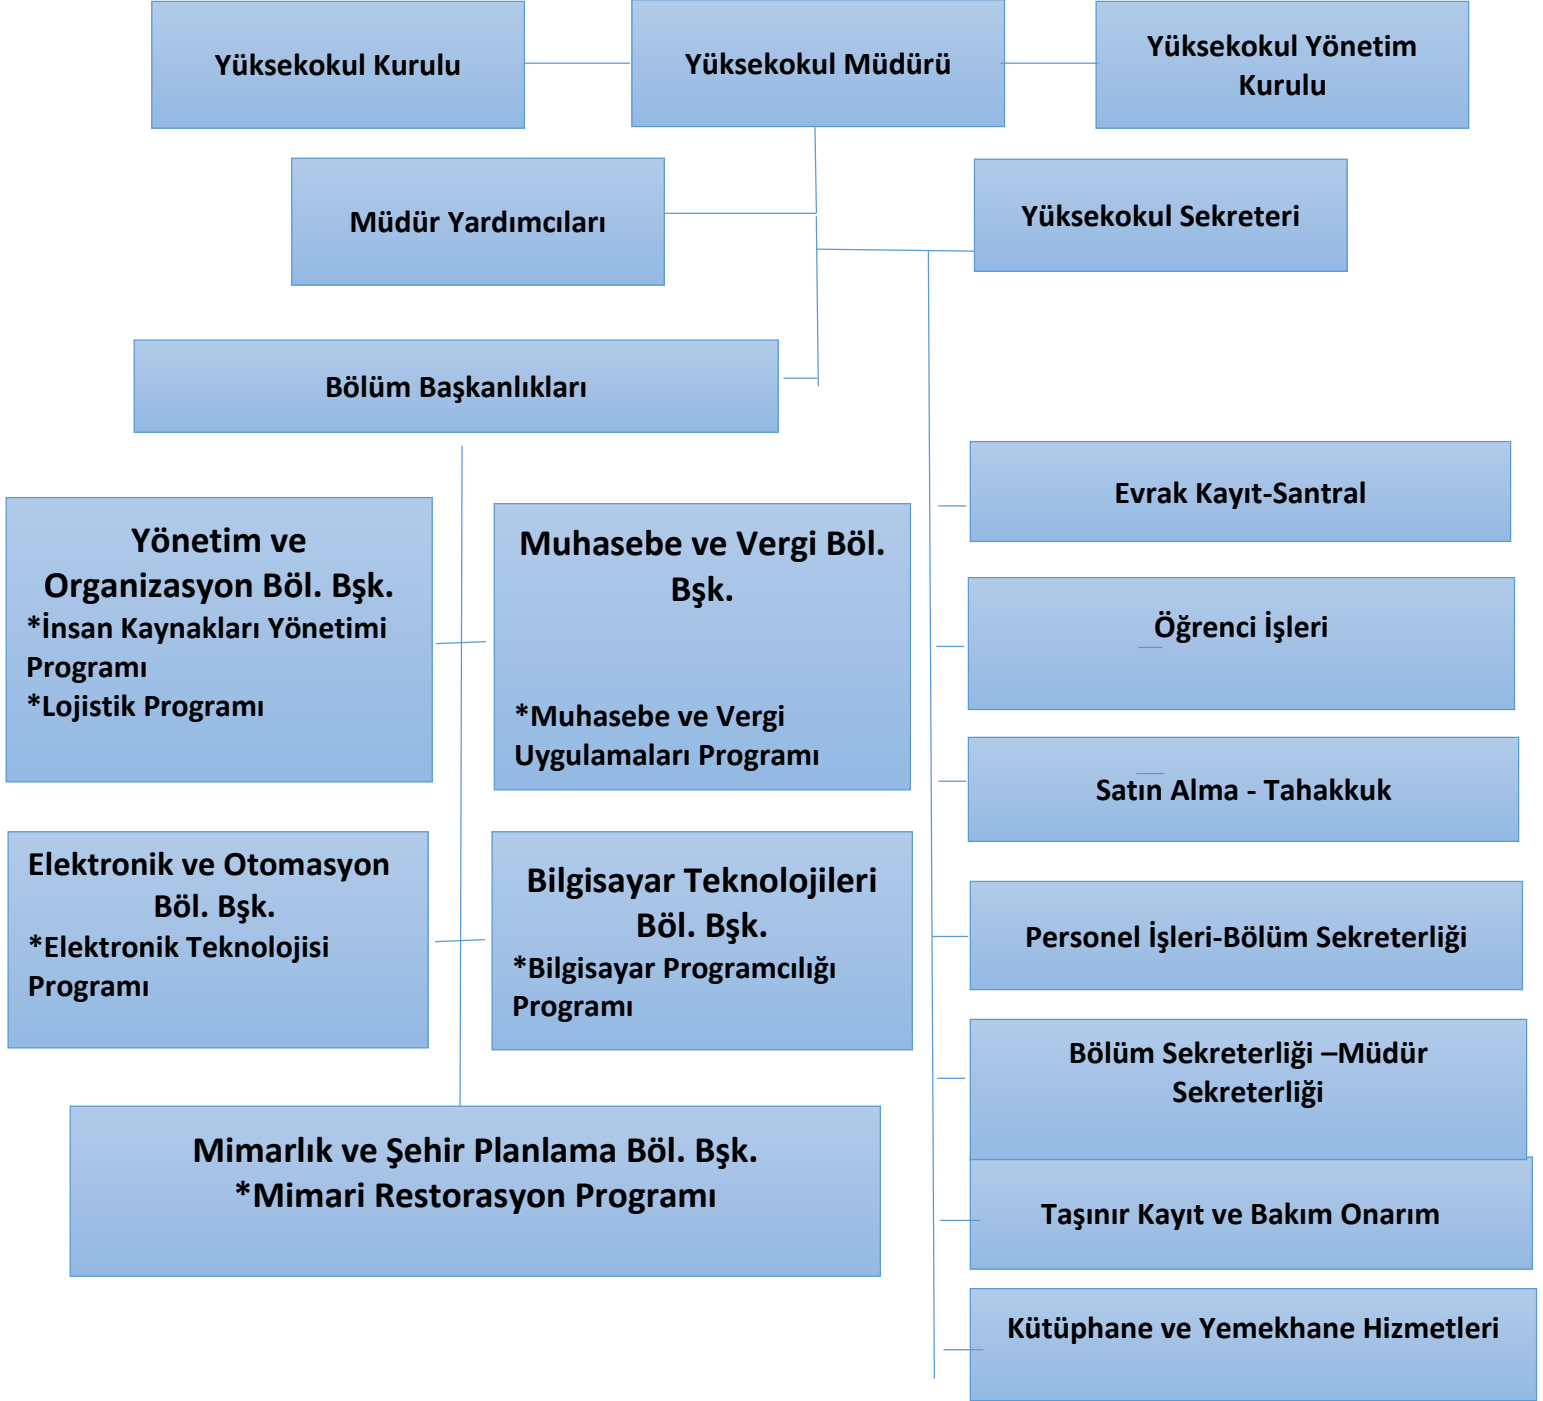 Yüksekokul Kurulu
Yüksekokul Müdürü
Yüksekokul Yönetim
Kurulu
Müdür Yardımcıları
Yüksekokul Sekreteri
Bölüm Başkanlıkları
Yönetim ve
Organizasyon Böl. Bşk.
*İnsan Kaynakları Yönetimi
Programı
*Lojistik Programı
Muhasebe ve Vergi Böl.
Bşk.
*Muhasebe ve Vergi
Uygulamaları Programı
Elektronik ve Otomasyon
Böl. Bşk.
*Elektronik Teknolojisi
Programı
Bilgisayar Teknolojileri
Böl. Bşk.
*Bilgisayar Programcılığı
Programı
Mimarlık ve Şehir Planlama Böl. Bşk.
*Mimari Restorasyon Programı
Evrak Kayıt-Santral
Öğrenci İşleri
Satın Alma - Tahakkuk
Personel İşleri-Bölüm Sekreterliği
Bölüm Sekreterliği –Müdür
Sekreterliği
Taşınır Kayıt ve Bakım Onarım
Kütüphane ve Yemekhane Hizmetleri